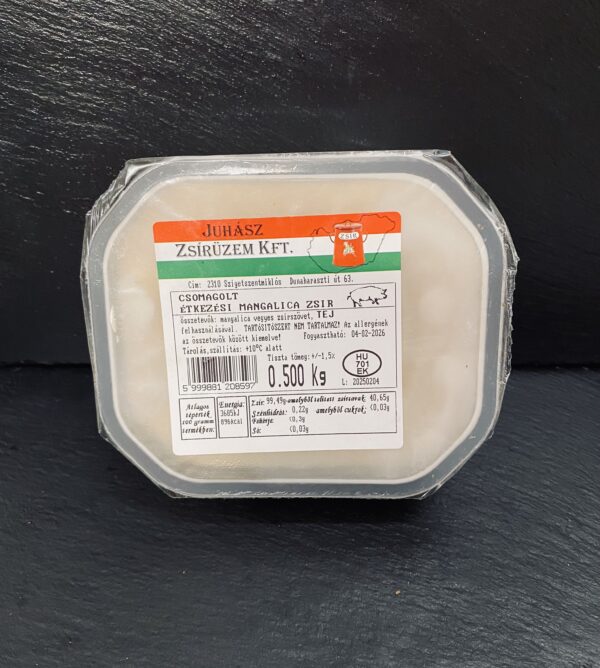 JUHÁSZ
ZSÍRÜZEM KFT.
ZSÍR
Cím: 2310 Szigetszentmiklós Dunaharaszti út 63.
CSOMAGOLT
ÉTKEZÉSI MANGALICA ZSIR
összetevők: mangalica vegyes zsírszövet, TEJ
felhasználásával. TARTÓSÍTÓSZERT NEM TARTALMAZ! Az allergének
az összetevők között kiemelve! Fogyasztható: 04-02-2026
Tárolás,szállítás: +10°C alatt
Tiszta tömeg:+/-1,5%
0.500 Kg
HU
701
EK
5 999881 208597
L: 20250204
Átlagos
tápérték
100 gramm
termékben:
Energia:
3685kJ
896kcal
Zsír: 99,49g amelyből telített zsírsavak: 40,65g
Szénhidrát: 0,22g amelyből cukrok: <0,03g
Fehérje: <0,3g
Só: <0,03g